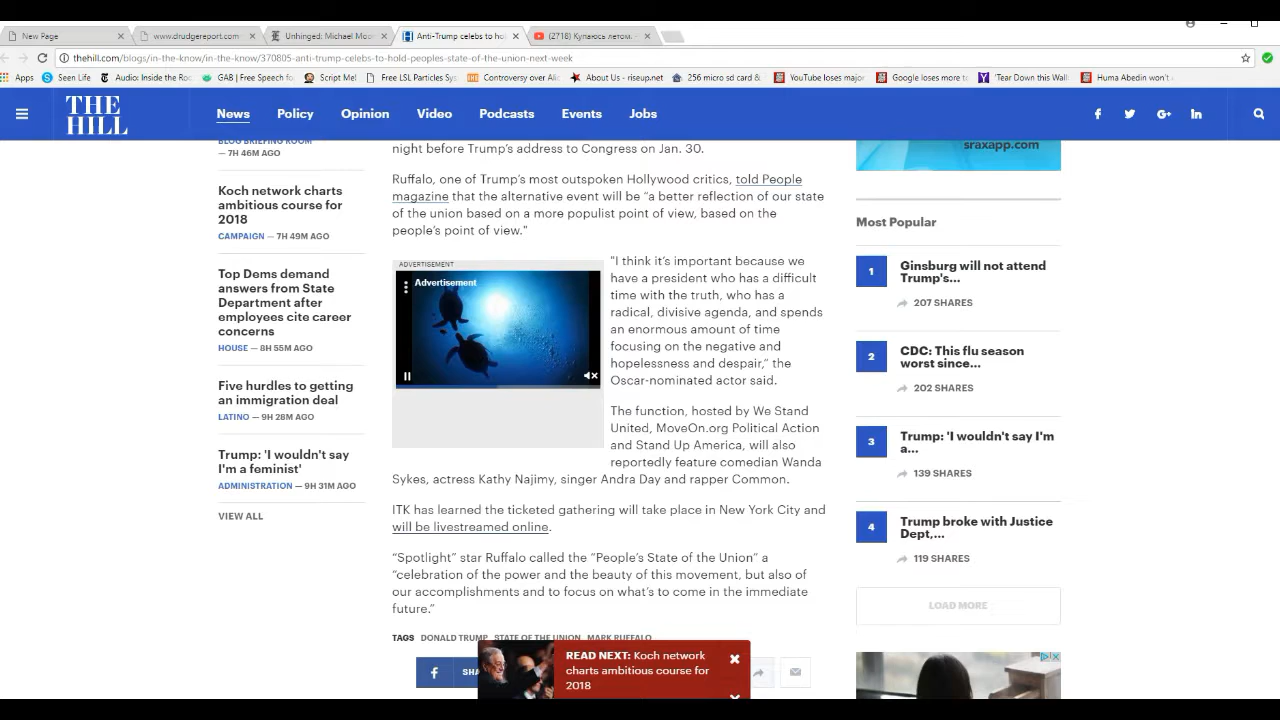 New Page
www.drudgereport.com
Unhinged: Michael Moor
Anti-Trump celebs to hol
(2718) Купаюсь летом. -
thehill.com/blogs/in-the-know/in-the-know/370805-anti-trump-celebs-to-hold-peoples-state-of-the-union-next-week
Apps
Seen Life
Audio: Inside the Ro
GAB | Free Speech fo
Script Me!
Free LSL Particles Sys
Controversy over Alic
About Us - riseup.net
256 micro sd card &
YouTube loses major
Google loses more to
'Tear Down this Wall
Huma Abedin won't
THE
HILL
News
Policy
Opinion
Video
Podcasts
Events
Jobs
BLOG BRIEFING ROOM
— 7H 46M AGO
Koch network charts
ambitious course for
2018
CAMPAIGN — 7H 49M AGO
Top Dems demand
answers from State
Department after
employees cite career
concerns
HOUSE — 8H 55M AGO
Five hurdles to getting
an immigration deal
LATINO — 9H 28M AGO
Trump: 'I wouldn't say
I'm a feminist'
ADMINISTRATION — 9H 31M AGO
VIEW ALL
night before Trump's address to Congress on Jan. 30.
Ruffalo, one of Trump's most outspoken Hollywood critics, told People
magazine that the alternative event will be “a better reflection of our state
of the union based on a more populist point of view, based on the
people's point of view.”
ADVERTISEMENT
Advertisement
“I think it's important because we
have a president who has a difficult
time with the truth, who has a
radical, divisive agenda, and spends
an enormous amount of time
focusing on the negative and
hopelessness and despair,” the
Oscar-nominated actor said.
The function, hosted by We Stand
United, MoveOn.org Political Action
and Stand Up America, will also
reportedly feature comedian Wanda
Sykes, actress Kathy Najimy, singer Andra Day and rapper Common.
ITK has learned the ticketed gathering will take place in New York City and
will be livestreamed online.
“Spotlight” star Ruffalo called the “People's State of the Union” a
“celebration of the power and the beauty of this movement, but also of
our accomplishments and to focus on what's to come in the immediate
future.”
TAGS DONALD TRUMP STATE OF THE UNION MARK RUFFALO
SHA
READ NEXT: Koch network
charts ambitious course for
2018
sraxapp.com
Most Popular
1
Ginsburg will not attend
Trump's...
207 SHARES
2
CDC: This flu season
worst since...
202 SHARES
3
Trump: 'I wouldn't say I'm
a...
139 SHARES
4
Trump broke with Justice
Dept,...
119 SHARES
LOAD MORE